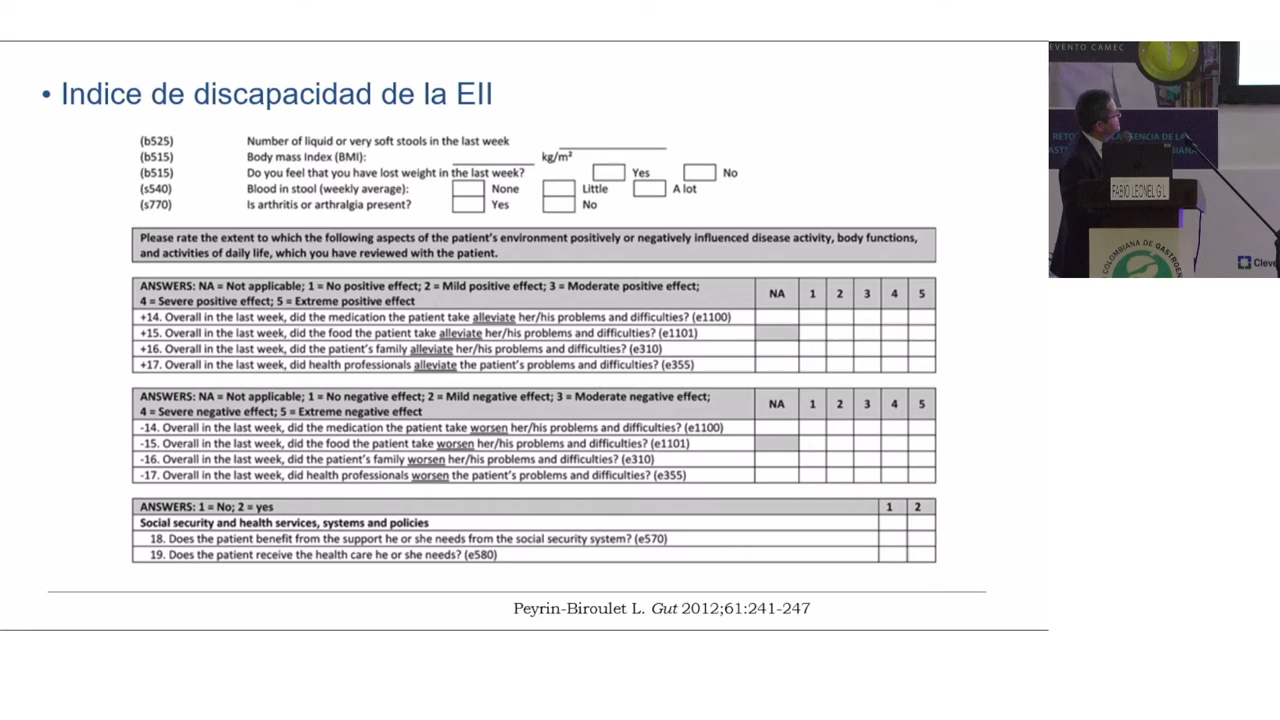 • Indice de discapacidad de la EII
(b525) Number of liquid or very soft stools in the last week
(b515) Body mass Index (BMI): kg/m²
(b515) Do you feel that you have lost weight in the last week? Yes No
(s540) Blood in stool (weekly average): None Little A lot
(s770) Is arthritis or arthralgia present? Yes No
Please rate the extent to which the following aspects of the patient's environment positively or negatively influenced disease activity, body functions,
and activities of daily life, which you have reviewed with the patient.
ANSWERS: NA = Not applicable; 1 = No positive effect; 2 = Mild positive effect; 3 = Moderate positive effect;
4 = Severe positive effect; 5 = Extreme positive effect
NA 1 2 3 4 5
+14. Overall in the last week, did the medication the patient take alleviate her/his problems and difficulties? (e1100)
+15. Overall in the last week, did the food the patient take alleviate her/his problems and difficulties? (e1101)
+16. Overall in the last week, did the patient's family alleviate her/his problems and difficulties? (e310)
+17. Overall in the last week, did health professionals alleviate the patient's problems and difficulties? (e355)
ANSWERS: NA = Not applicable; 1 = No negative effect; 2 = Mild negative effect; 3 = Moderate negative effect;
4 = Severe negative effect; 5 = Extreme negative effect
NA 1 2 3 4 5
-14. Overall in the last week, did the medication the patient take worsen her/his problems and difficulties? (e1100)
-15. Overall in the last week, did the food the patient take worsen her/his problems and difficulties? (e1101)
-16. Overall in the last week, did the patient's family worsen her/his problems and difficulties? (e310)
-17. Overall in the last week, did health professionals worsen the patient's problems and difficulties? (e355)
ANSWERS: 1 = No; 2 = yes 1 2
Social security and health services, systems and policies
18. Does the patient benefit from the support he or she needs from the social security system? (e570)
19. Does the patient receive the health care he or she needs? (e580)
Peyrin-Biroulet L. Gut 2012;61:241-247
EVENTO CAMEC
FABIO LEONEL G L
COLOMBIANA DE GASTROEN
Cleve